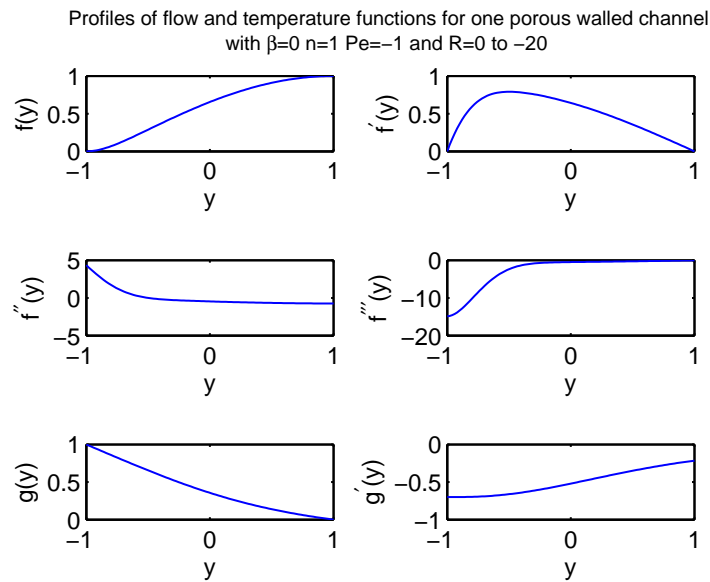 Profiles of flow and temperature functions for one porous walled channel
with β=0 n=1 Pe=−1 and R=0 to −20
f(y)
1
0.5
0
−1 0 1
y
f′(y)
1
0.5
0
−1 0 1
y
f″(y)
5
0
−5
−1 0 1
y
f‴(y)
0
−10
−20
−1 0 1
y
g(y)
1
0.5
0
−1 0 1
y
g′(y)
0
−0.5
−1
−1 0 1
y